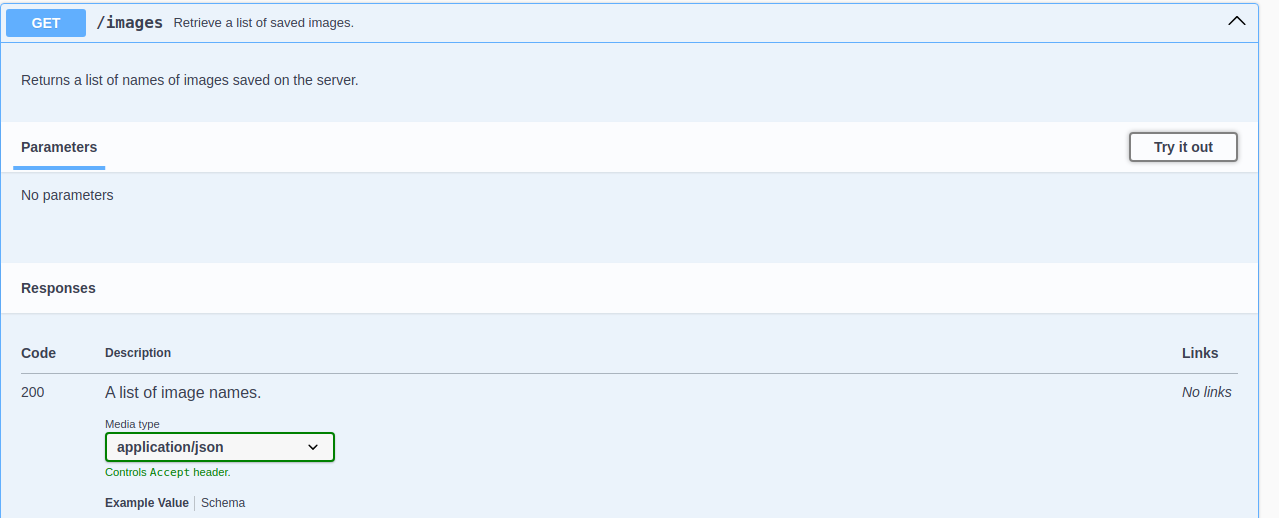 GET /images Retrieve a list of saved images.
Returns a list of names of images saved on the server.
Parameters Try it out
No parameters
Responses
Code Description Links
200 A list of image names. No links
Media type
application/json
Controls Accept header.
Example Value Schema